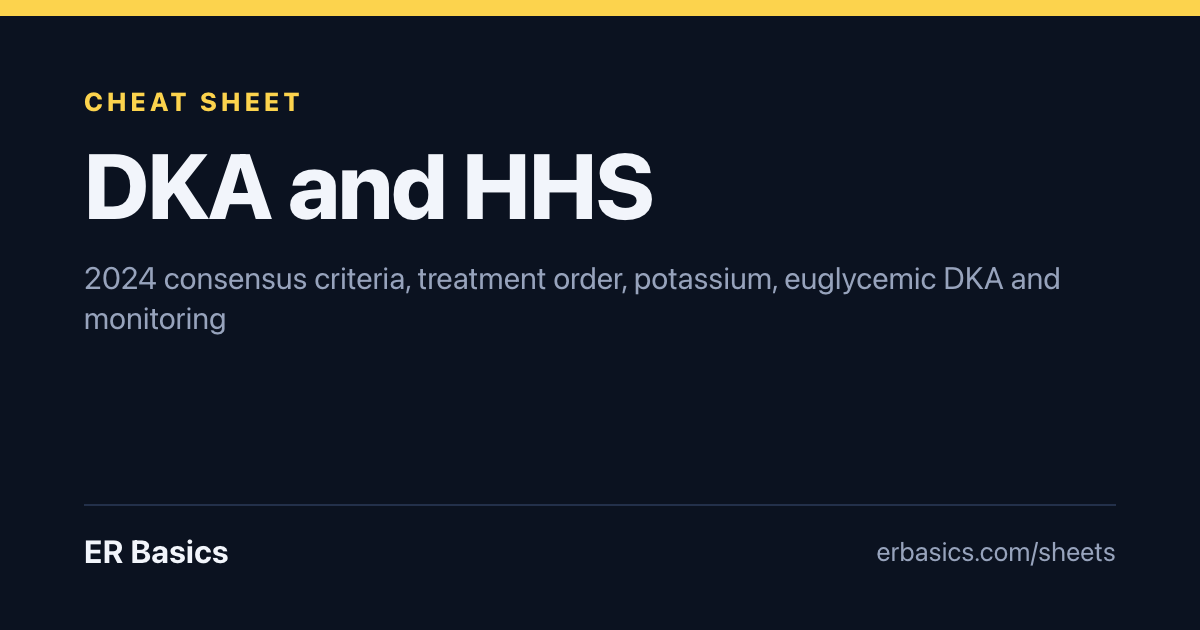 CHEAT SHEET
DKA and HHS
2024 consensus criteria, treatment order, potassium, euglycemic DKA and
monitoring
ER Basics
erbasics.com/sheets